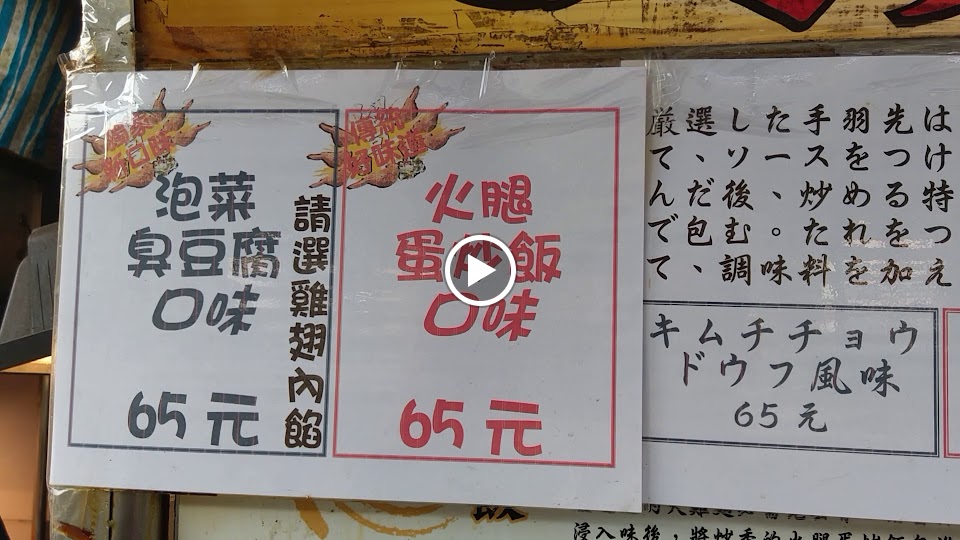 泡菜
臭豆腐
口味
65元
請選雞翅內餡
火腿
蛋炒飯
口味
65元
厳選した手羽先は
て、ソースをつけ
んだ後、炒める特
で包む。たれをつ
て、調味料を加え
キムチチョウ
ドウフ風味
65元